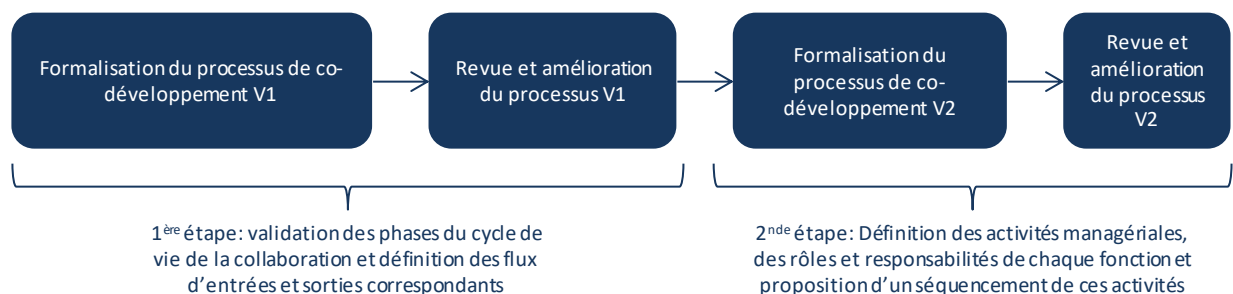 Formalisation du processus de co-
développement V1
Revue et amélioration
du processus V1
Formalisation du
processus de co-
développement V2
Revue et
amélioration
du processus
V2
1ère étape: validation des phases du cycle de
vie de la collaboration et définition des flux
d'entrées et sorties correspondants
2nde étape: Définition des activités managériales,
des rôles et responsabilités de chaque fonction et
proposition d'un séquencement de ces activités